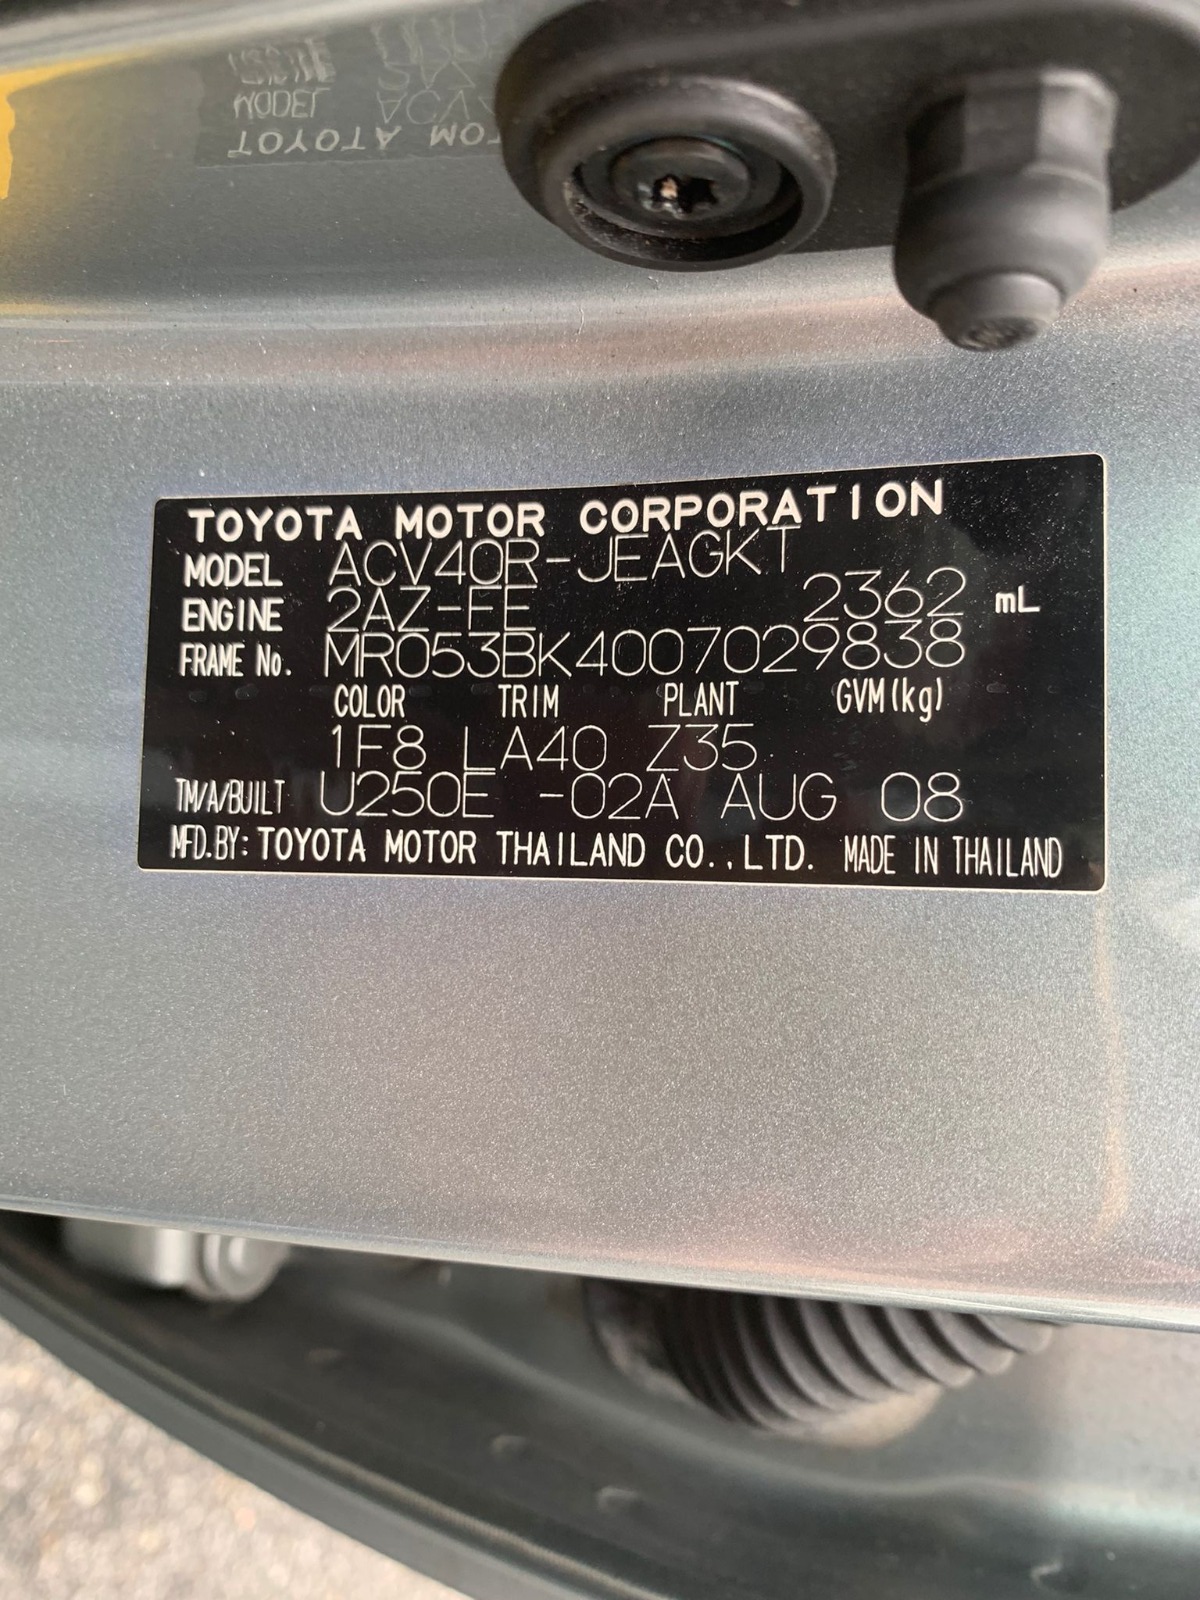 TOYOTA MOTOR CORPORATION
MODEL ACV40R-JEAGKT
ENGINE 2AZ-FE 2362 mL
FRAME No. MR053BK4007029838
COLOR TRIM PLANT GVM(kg)
1F8 LA40 Z35
TM/A/BUILT U250E -02A AUG 08
MFD.BY: TOYOTA MOTOR THAILAND CO.,LTD. MADE IN THAILAND